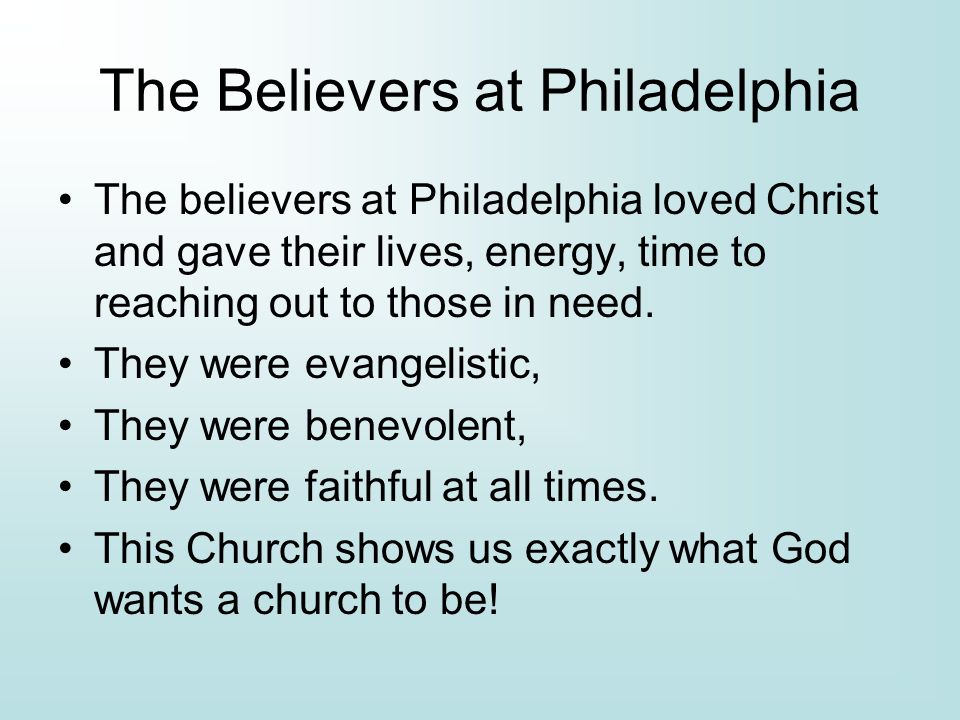 The Believers at Philadelphia
• The believers at Philadelphia loved Christ
and gave their lives, energy, time to
reaching out to those in need.
• They were evangelistic,
• They were benevolent,
• They were faithful at all times.
• This Church shows us exactly what God
wants a church to be!